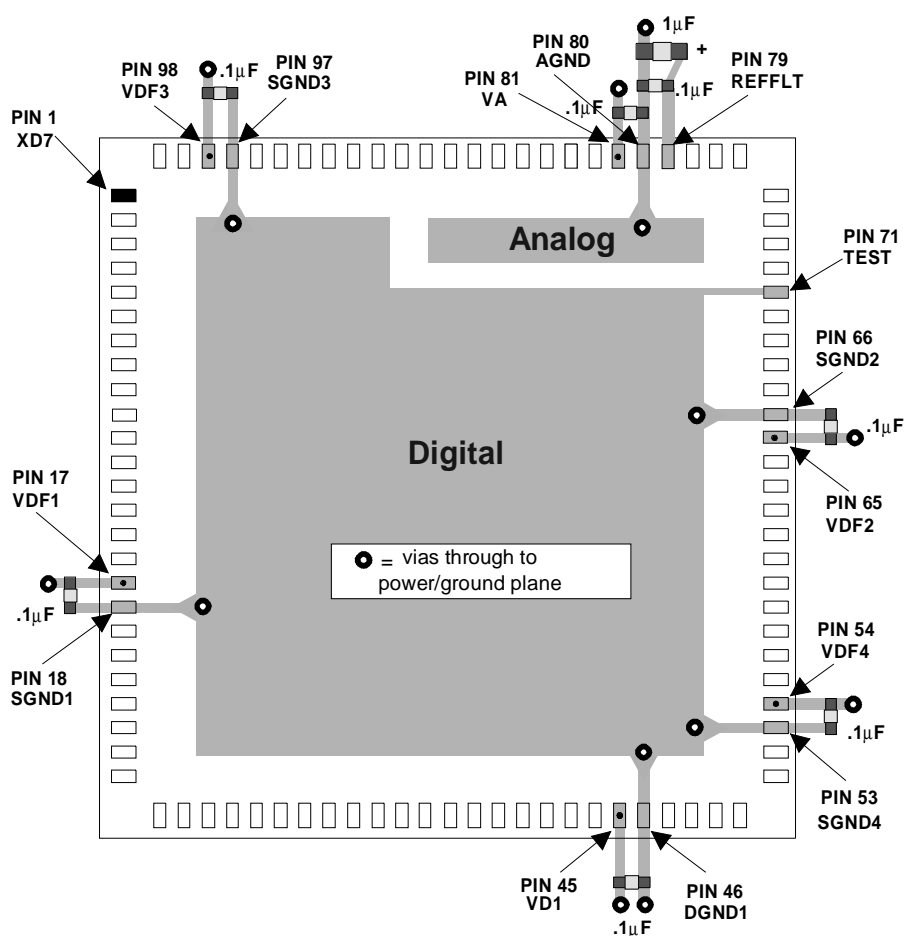 1μF
PIN 98
VDF3
.1μF
PIN 97
SGND3
PIN 80
AGND
+
PIN 79
REFFLT
PIN 81
VA
.1μF
.1μF
PIN 1
XD7
Analog
PIN 71
TEST
PIN 66
SGND2
.1μF
Digital
PIN 65
VDF2
PIN 17
VDF1
= vias through to
power/ground plane
.1μF
PIN 18
SGND1
PIN 54
VDF4
.1μF
PIN 53
SGND4
PIN 45
VD1
PIN 46
DGND1
.1μF